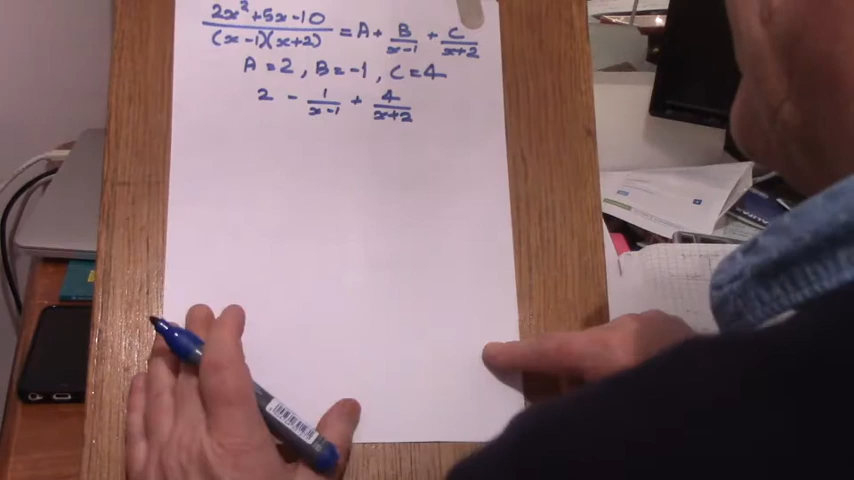 2x²+5x-10/(x-1)(x+2) = A + B/x-1 + C/x+2
A = 2, B = -1, C = 4
2 - 1/x-1 + 4/x+2